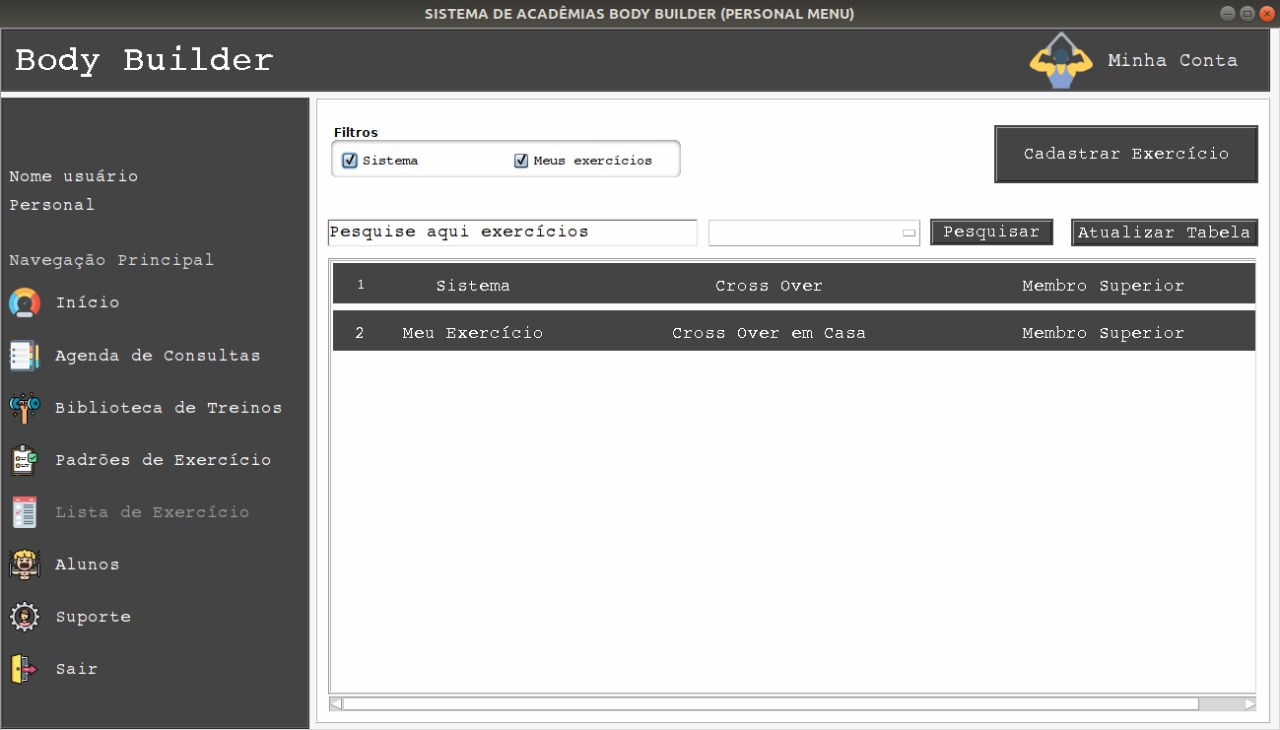 SISTEMA DE ACADÊMIAS BODY BUILDER (PERSONAL MENU)
Body Builder
Minha Conta
Nome usuário
Personal
Navegação Principal
Início
Agenda de Consultas
Biblioteca de Treinos
Padrões de Exercício
Lista de Exercício
Alunos
Suporte
Sair
Filtros
Sistema Meus exercícios
Cadastrar Exercício
Pesquise aqui exercícios Pesquisar Atualizar Tabela
1 Sistema Cross Over Membro Superior
2 Meu Exercício Cross Over em Casa Membro Superior